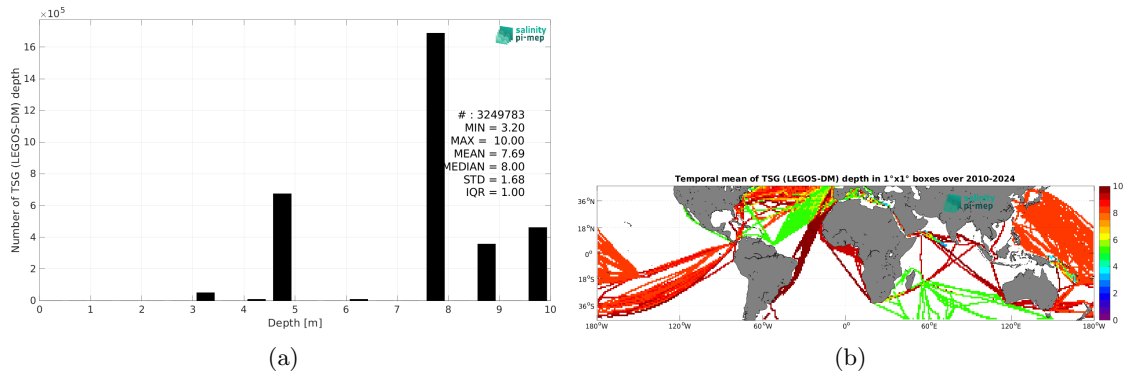 ×10⁵
16
14
12
10
8
6
4
2
0
Number of TSG (LEGOS-DM) depth
salinity
pi-mep
# : 3249783
MIN = 3.20
MAX = 10.00
MEAN = 7.69
MEDIAN = 8.00
STD = 1.68
IQR = 1.00
0 1 2 3 4 5 6 7 8 9 10
Depth [m]
(a)
Temporal mean of TSG (LEGOS-DM) depth in 1°x1° boxes over 2010-2024
salinity
pi-mep
36°N
18°N
0°
18°S
36°S
180°W 120°W 60°W 0° 60°E 120°E 180°W
10
8
6
4
2
0
(b)